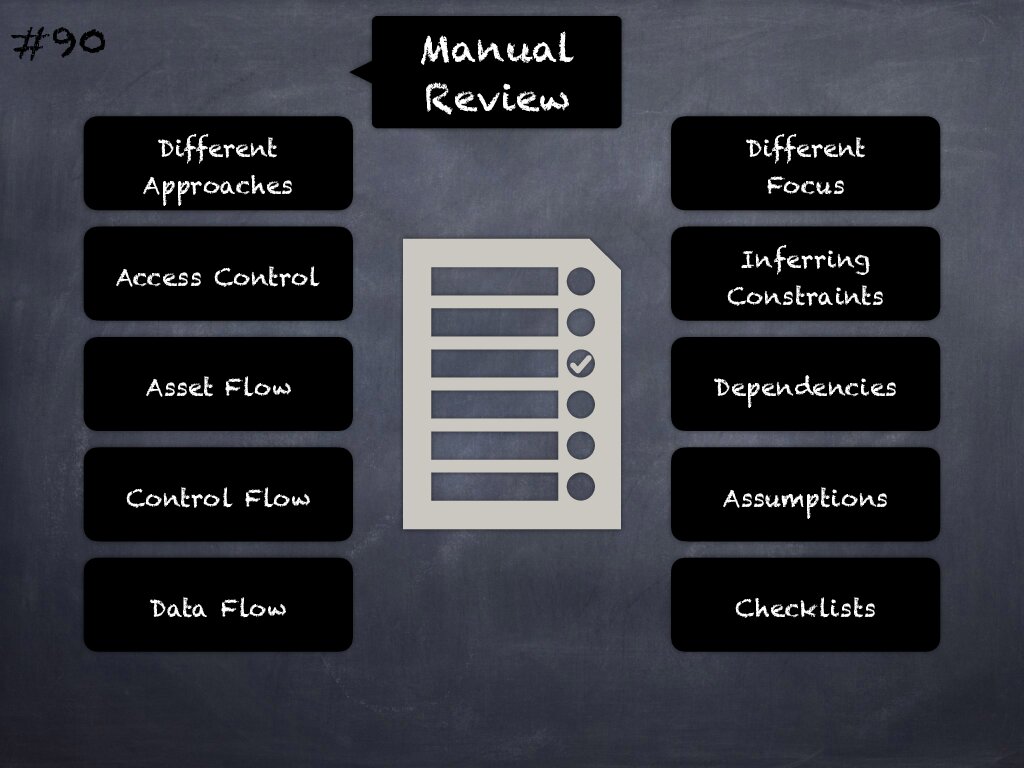 #90
Manual
Review
Different
Approaches
Access Control
Asset Flow
Control Flow
Data Flow
Different
Focus
Inferring
Constraints
Dependencies
Assumptions
Checklists